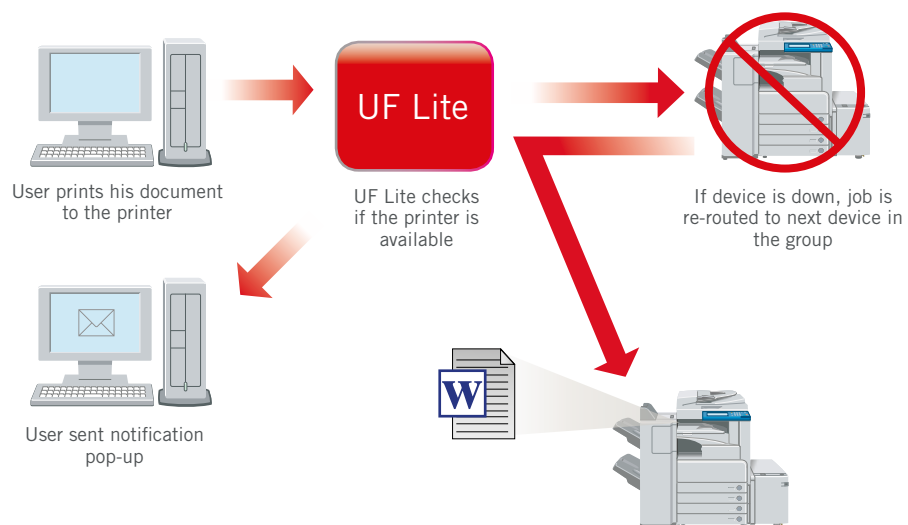 UF Lite
User prints his document
to the printer
UF Lite checks
if the printer is
available
If device is down, job is
re-routed to next device in
the group
User sent notification
pop-up
W